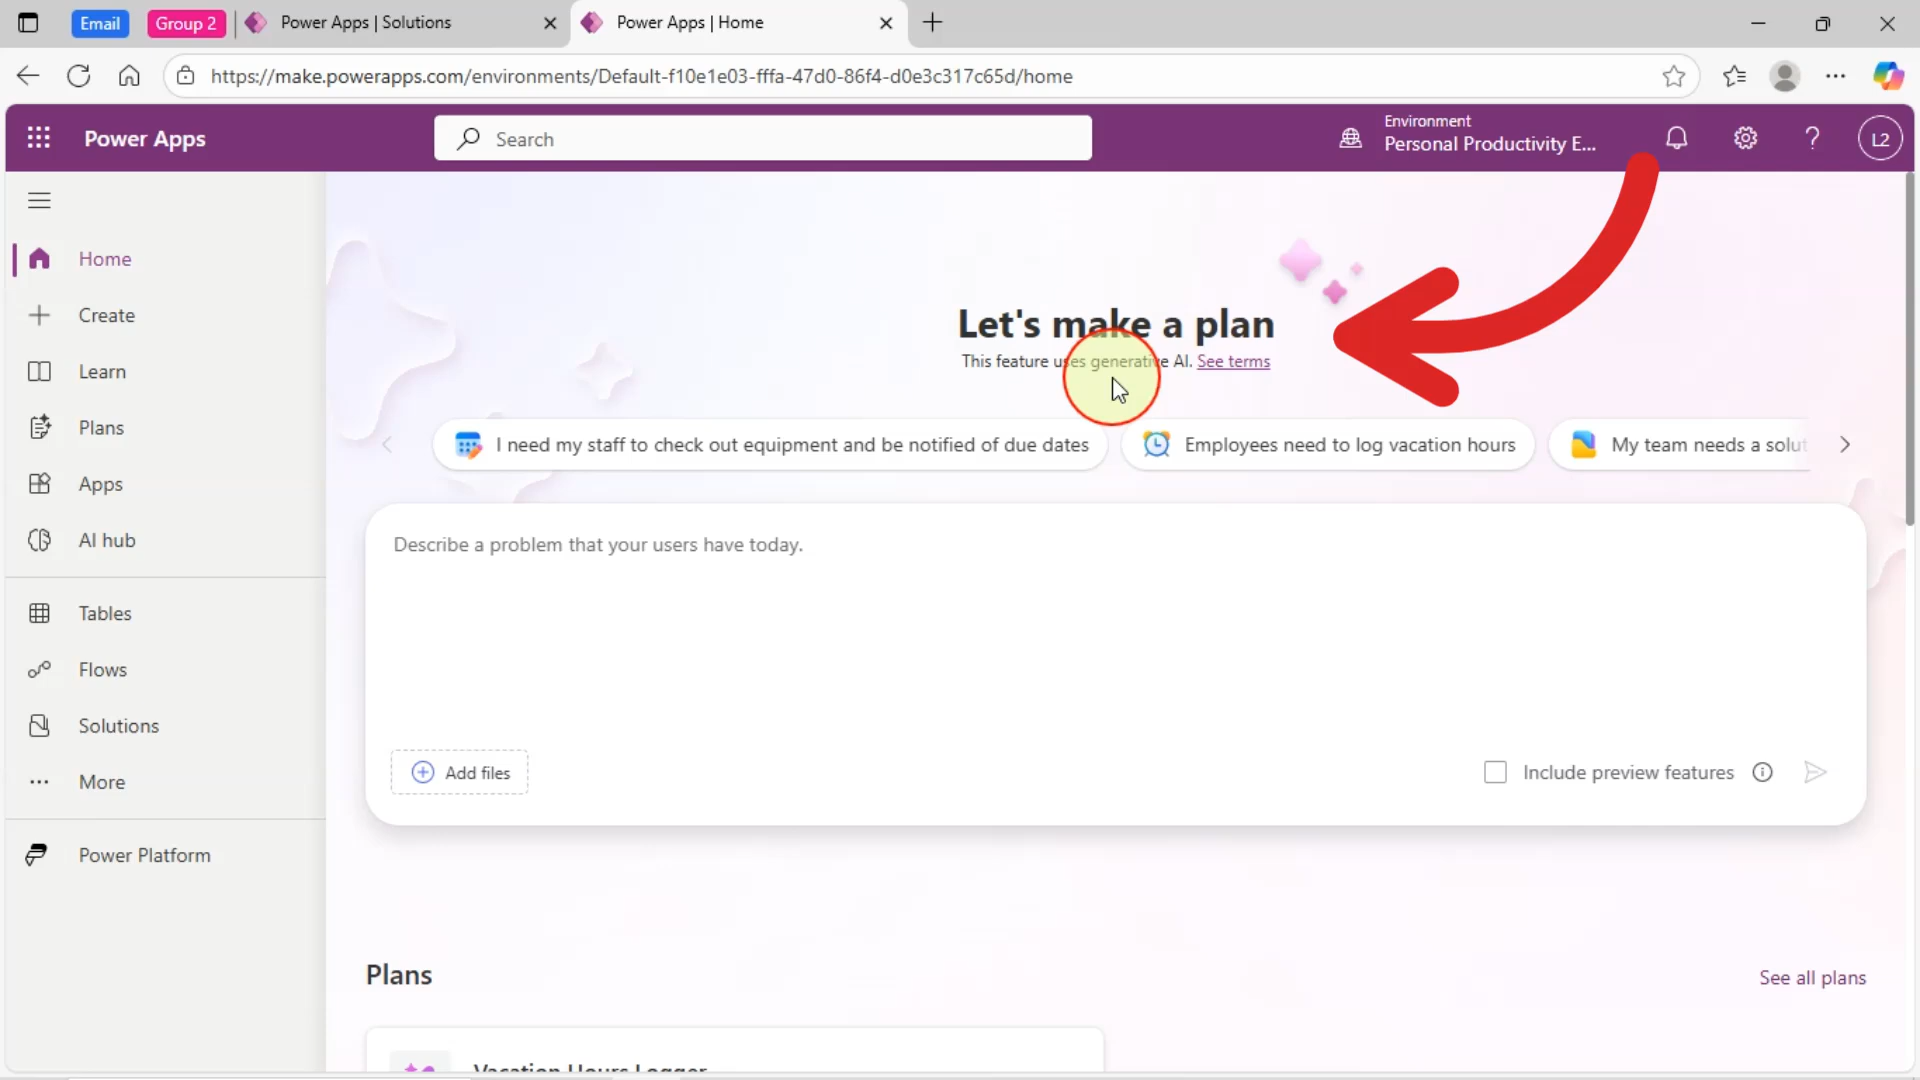 Email
Group 2
Power Apps | Solutions
Power Apps | Home
https://make.powerapps.com/environments/Default-f10e1e03-fffa-47d0-86f4-d0e3c317c65d/home
Power Apps
Search
Environment
Personal Productivity E...
L2
Home
Create
Learn
Plans
Apps
AI hub
Tables
Flows
Solutions
More
Power Platform
Let's make a plan
This feature uses generative AI. See terms
I need my staff to check out equipment and be notified of due dates
Employees need to log vacation hours
My team needs a solut
Describe a problem that your users have today.
Add files
Include preview features
Plans
See all plans
Vacation Hours Logger